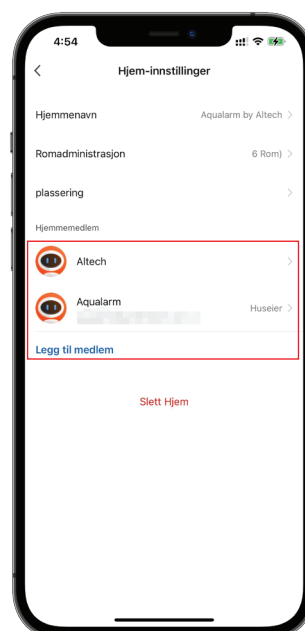 4:54
Hjem-innstillinger
Hjemmenavn Aqualarm by Altech
Romadministrasjon 6 Rom)
plassering
Hjemmemedlem
Altech
Aqualarm Huseier
Legg til medlem
Slett Hjem